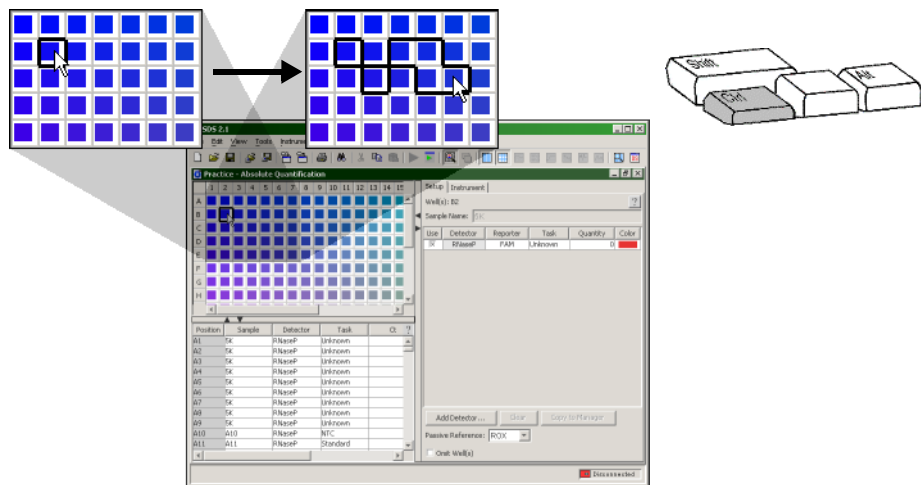 Shift
Ctrl
Alt
SDS 2.1
Edit View Tools Instrument
Practice - Absolute Quantification
1 2 3 4 5 6 7 8 9 10 11 12 13 14 15
A
B
C
D
E
F
G
H
Setup Instrument
Well(s): B2
?
Sample Name: 5K
Use Detector Reporter Task Quantity Color
RNaseP FAM Unknown 0
Position Sample Detector Task Ct ?
A1 5K RNaseP Unknown
A2 5K RNaseP Unknown
A3 5K RNaseP Unknown
A4 5K RNaseP Unknown
A5 5K RNaseP Unknown
A6 5K RNaseP Unknown
A7 5K RNaseP Unknown
A8 5K RNaseP Unknown
A9 5K RNaseP Unknown
A10 A10 RNaseP NTC
A11 A11 RNaseP Standard
Add Detector... Clear Copy to Manager
Passive Reference: ROX
Omit Well(s)
Disconnected